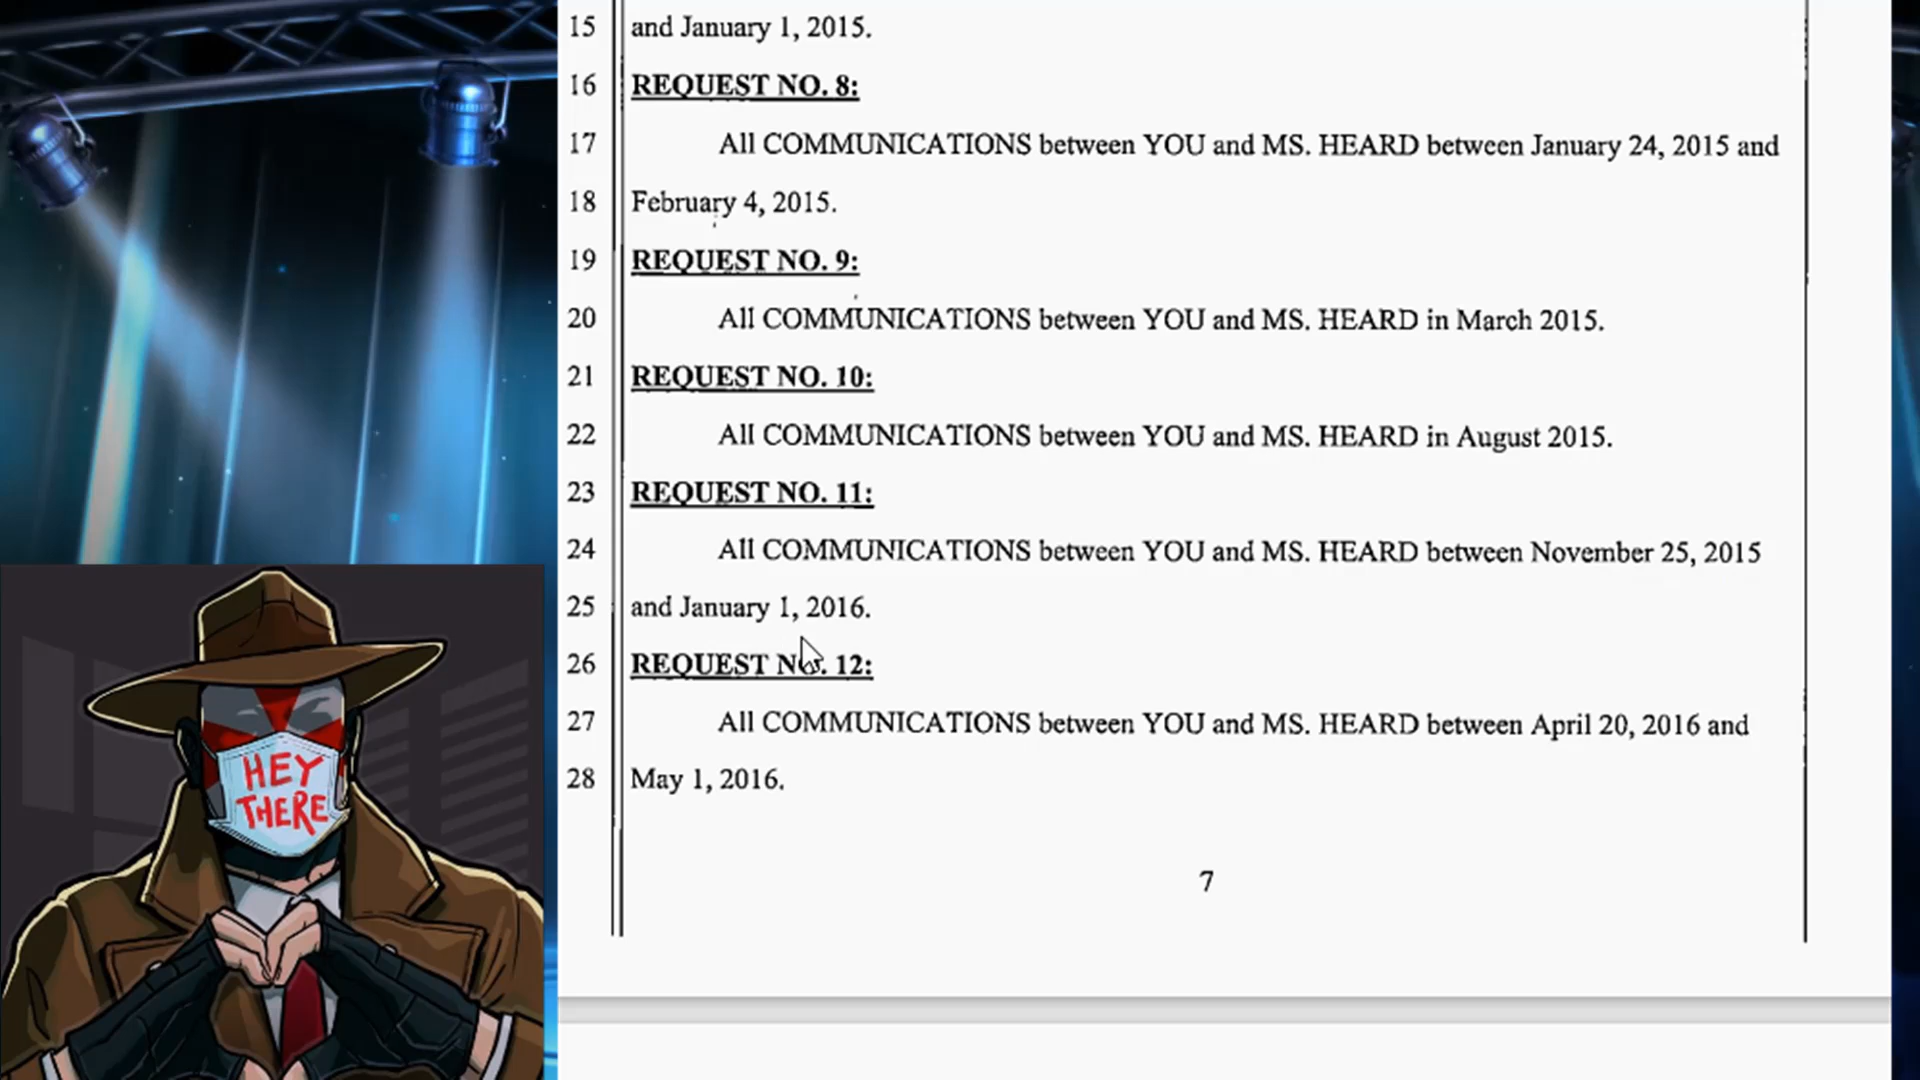 15 and January 1, 2015.
16 REQUEST NO. 8:
17 All COMMUNICATIONS between YOU and MS. HEARD between January 24, 2015 and
18 February 4, 2015.
19 REQUEST NO. 9:
20 All COMMUNICATIONS between YOU and MS. HEARD in March 2015.
21 REQUEST NO. 10:
22 All COMMUNICATIONS between YOU and MS. HEARD in August 2015.
23 REQUEST NO. 11:
24 All COMMUNICATIONS between YOU and MS. HEARD between November 25, 2015
25 and January 1, 2016.
26 REQUEST NO. 12:
27 All COMMUNICATIONS between YOU and MS. HEARD between April 20, 2016 and
28 May 1, 2016.
7
HEY
THERE